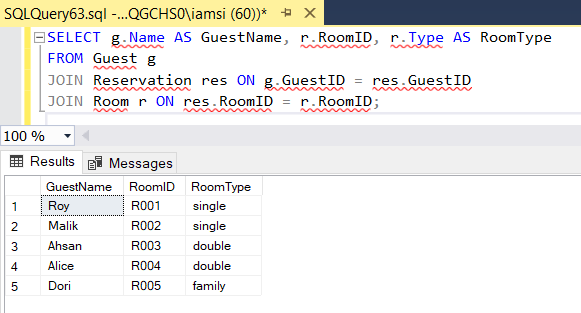 SQLQuery63.sql -...QGCHS0\iamsi (60))*
SELECT g.Name AS GuestName, r.RoomID, r.Type AS RoomType
FROM Guest g
JOIN Reservation res ON g.GuestID = res.GuestID
JOIN Room r ON res.RoomID = r.RoomID;
100 %
Results Messages
GuestName RoomID RoomType
1 Roy R001 single
2 Malik R002 single
3 Ahsan R003 double
4 Alice R004 double
5 Dori R005 family